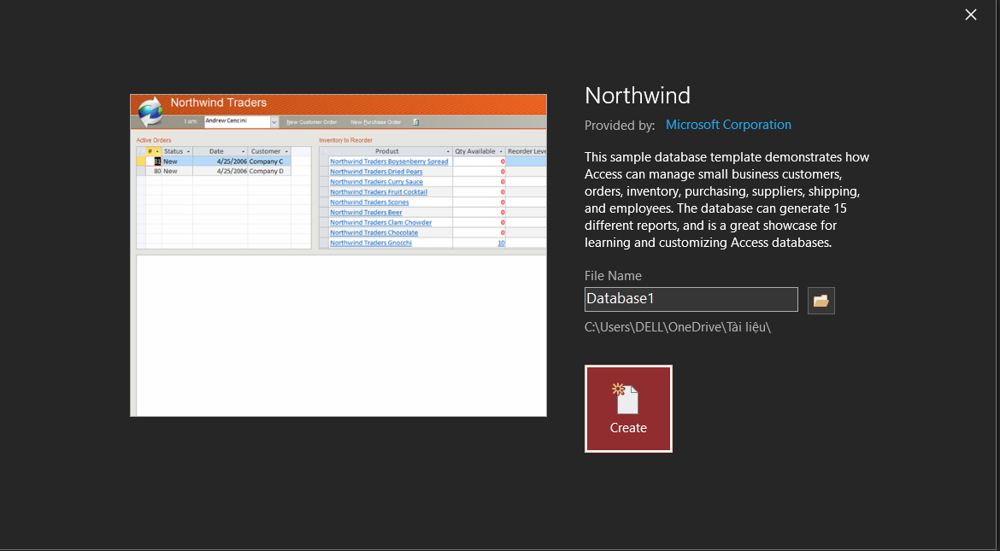 Northwind Traders
I am: Andrew Cencini New Customer Order New Purchase Order
Active Orders
# Status Date Customer
81 New 4/25/2006 Company C
80 New 4/25/2006 Company D
Inventory to Reorder
Product Qty Available Reorder Leve
Northwind Traders Boysenberry Spread 0
Northwind Traders Dried Pears 0
Northwind Traders Curry Sauce 0
Northwind Traders Fruit Cocktail 0
Northwind Traders Scones 0
Northwind Traders Beer 0
Northwind Traders Clam Chowder 0
Northwind Traders Chocolate 0
Northwind Traders Gnocchi 10
Northwind
Provided by: Microsoft Corporation
This sample database template demonstrates how
Access can manage small business customers,
orders, inventory, purchasing, suppliers, shipping,
and employees. The database can generate 15
different reports, and is a great showcase for
learning and customizing Access databases.
File Name
Database1
C:\Users\DELL\OneDrive\Tài liệu\
Create